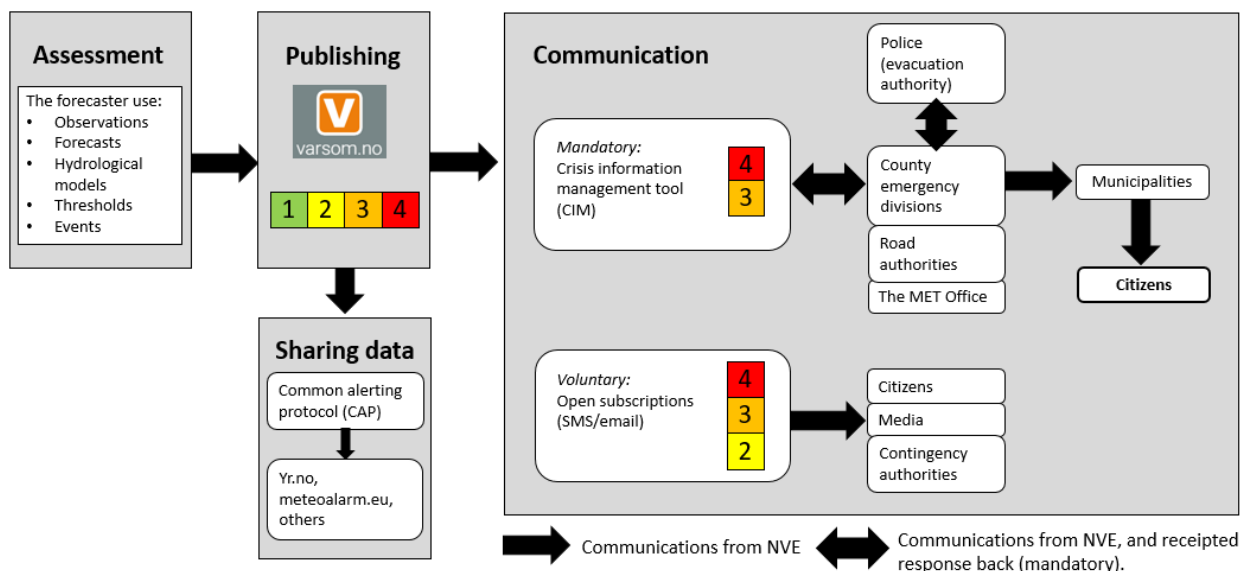 Assessment
The forecaster use:
• Observations
• Forecasts
• Hydrological
models
• Thresholds
• Events
Publishing
V
varsom.no
1 2 3 4
Sharing data
Common alerting
protocol (CAP)
Yr.no,
meteoalarm.eu,
others
Communication
Mandatory:
Crisis information
management tool
(CIM)
4
3
Police
(evacuation
authority)
County
emergency
divisions
Road
authorities
The MET Office
Municipalities
Citizens
Voluntary:
Open subscriptions
(SMS/email)
4
3
2
Citizens
Media
Contingency
authorities
Communications from NVE
Communications from NVE, and receipted
response back (mandatory).